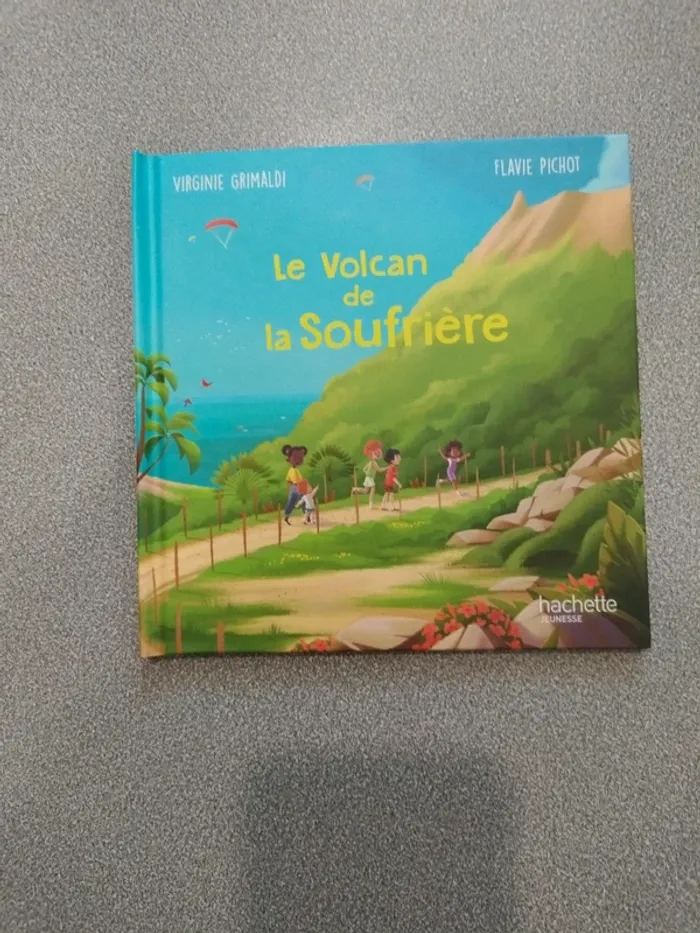 VIRGINIE GRIMALDI
FLAVIE PICHOT
Le Volcan
de
la Soufrière
hachette
JEUNESSE